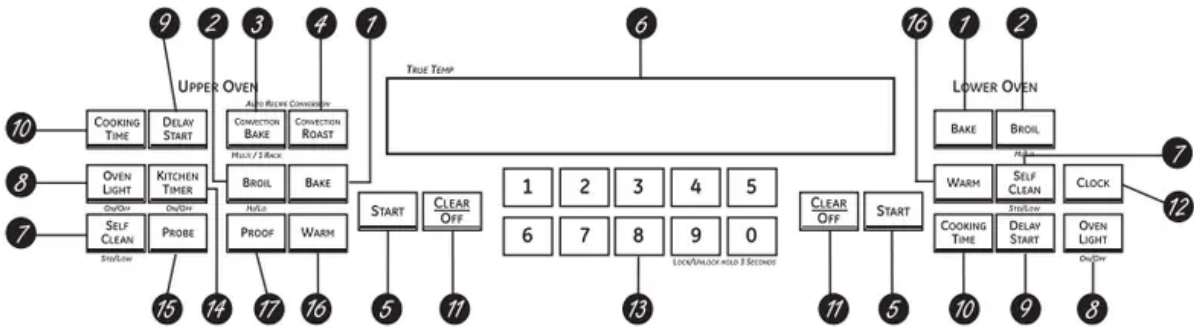 9 2 3 4 1 6 16 1 2
TRUE TEMP
UPPER OVEN
LOWER OVEN
AUTO RECIPE CONVERSION
10
COOKING TIME
DELAY START
CONVECTION BAKE
CONVECTION ROAST
BAKE
BROIL
MULTI / 1 RACK
HI/LO
7
8
OVEN LIGHT
KITCHEN TIMER
BROIL
BAKE
1 2 3 4 5
WARM
SELF CLEAN
CLOCK
ON/OFF
ON/OFF
HI/LO
START
CLEAR OFF
CLEAR OFF
START
STD/LOW
12
7
SELF CLEAN
PROBE
PROOF
WARM
6 7 8 9 0
COOKING TIME
DELAY START
OVEN LIGHT
STD/LOW
LOCK/UNLOCK HOLD 3 SECONDS
ON/OFF
15 14 17 16 5 11 13 11 5 10 9 8